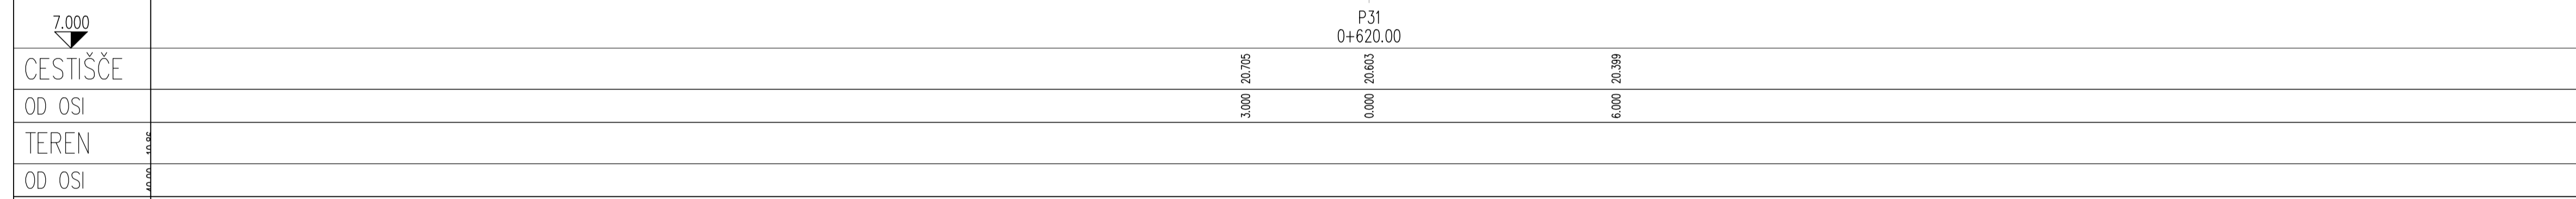 7.000
P31
0+620.00
CESTIŠČE 20.705 20.603 20.399
OD OSI 3.000 0.000 6.000
TEREN
OD OSI